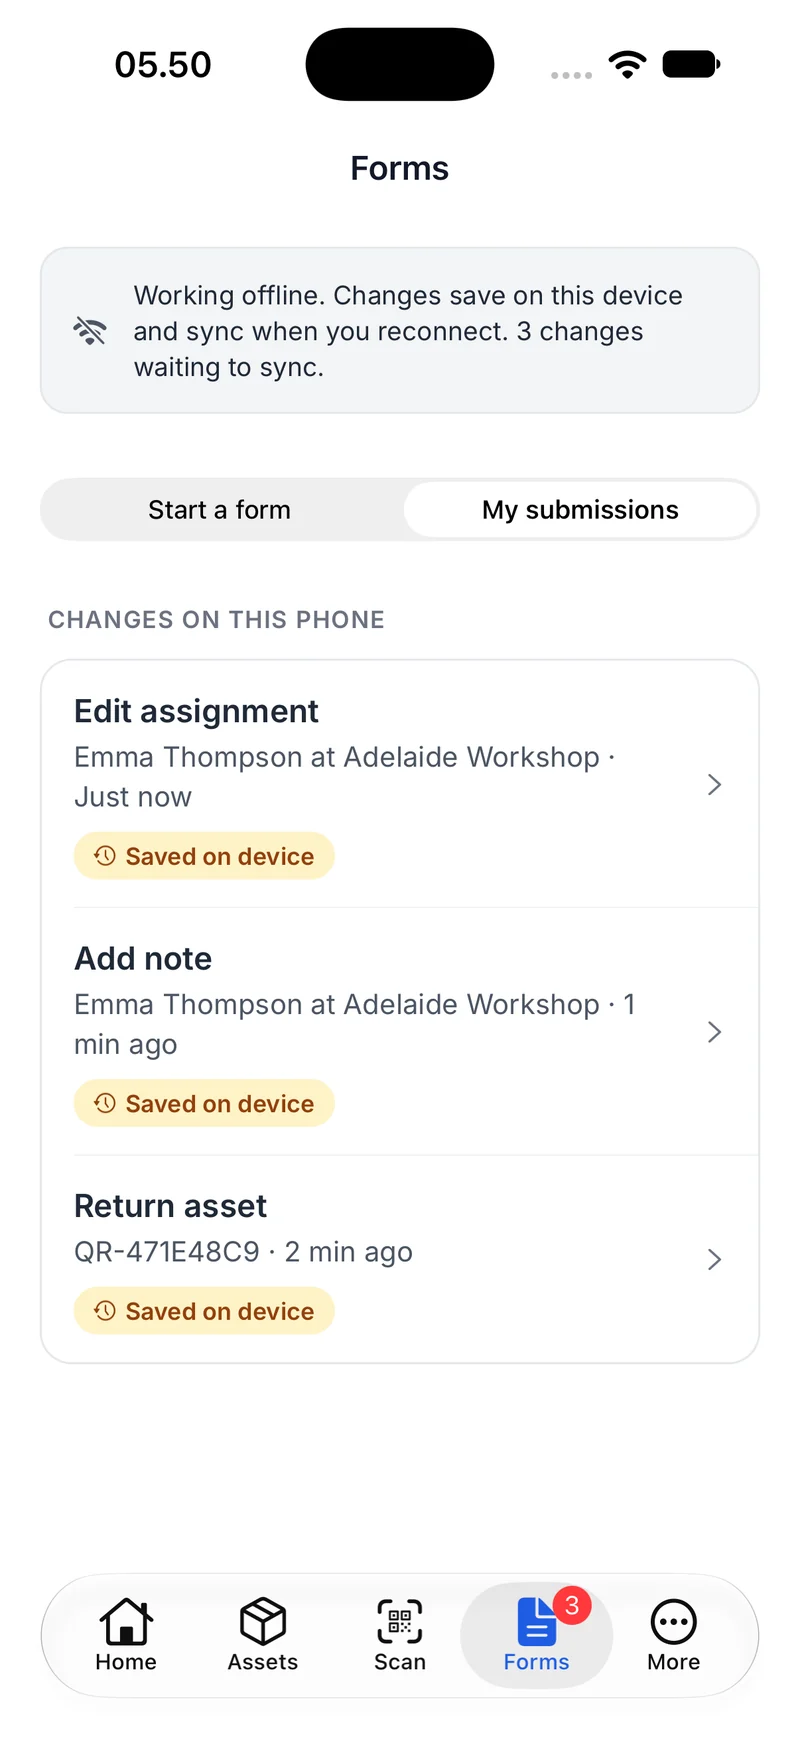 05.50
Forms
Working offline. Changes save on this device
and sync when you reconnect. 3 changes
waiting to sync.
Start a form
My submissions
CHANGES ON THIS PHONE
Edit assignment
Emma Thompson at Adelaide Workshop ·
Just now
Saved on device
Add note
Emma Thompson at Adelaide Workshop · 1
min ago
Saved on device
Return asset
QR-471E48C9 · 2 min ago
Saved on device
3
Home
Assets
Scan
Forms
More